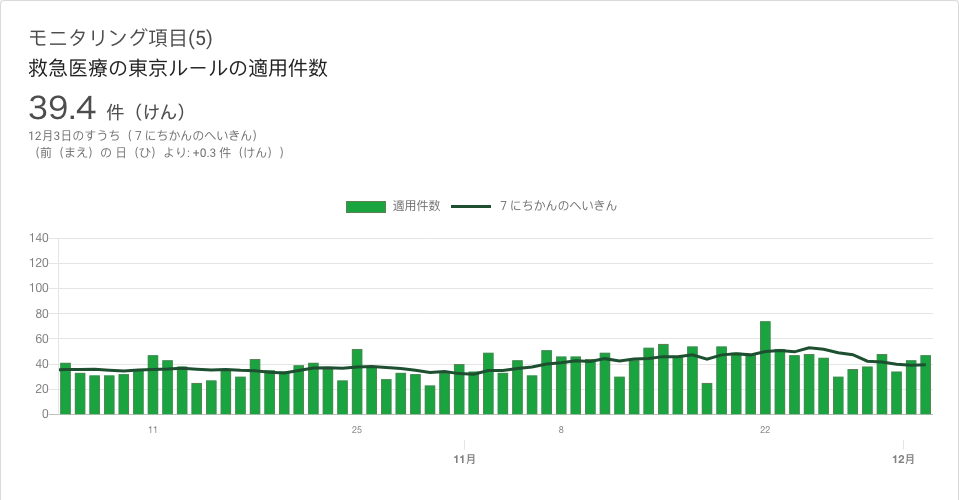 モニタリング項目(5)
救急医療の東京ルールの適用件数
39.4 件（けん）
12月3日のすうち（７にちかんのへいきん）
（前（まえ）の 日（ひ）より: +0.3 件（けん））
適用件数 ７にちかんのへいきん
140
120
100
80
60
40
20
0
11 25 8 22
11月 12月